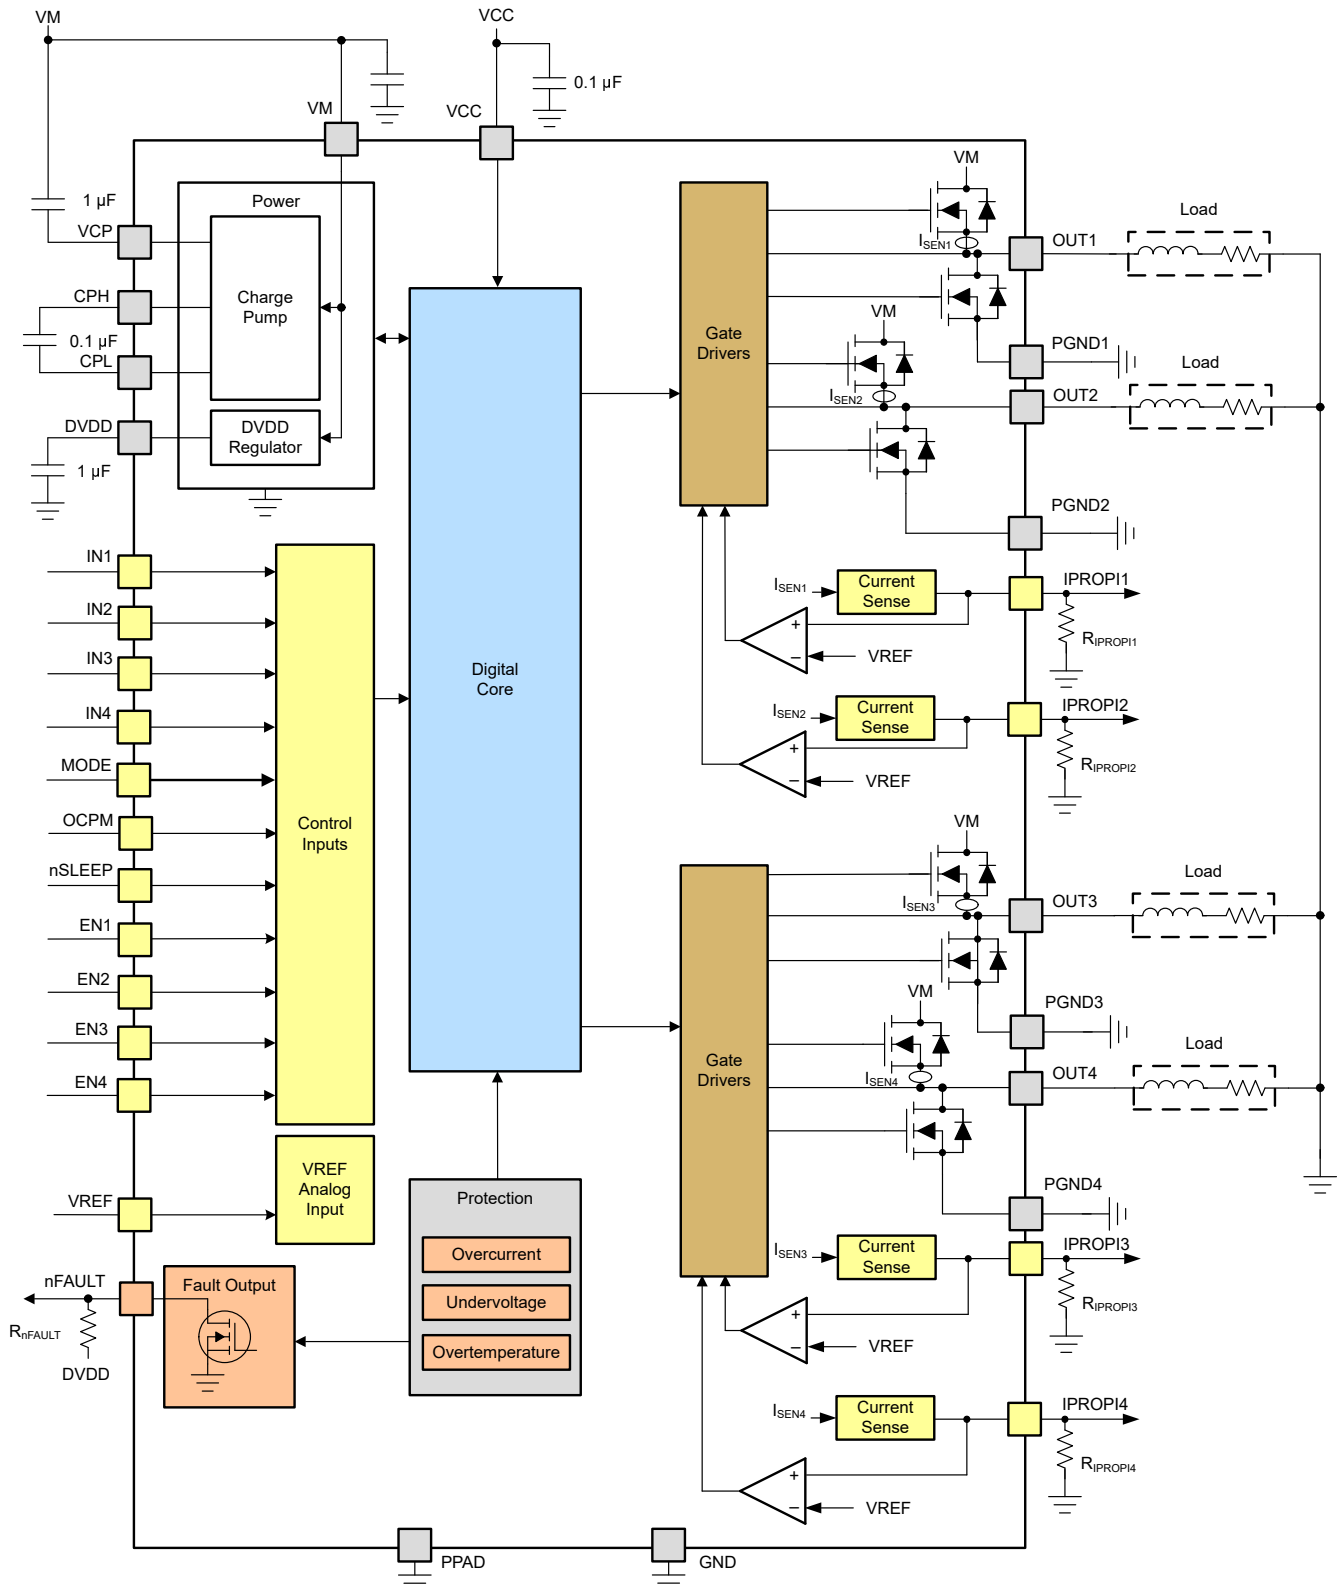 VM
VCC
0.1 µF
VM
VCC
1 µF
VCP
CPH
0.1 µF
CPL
DVDD
1 µF
Power
Charge
Pump
DVDD
Regulator
IN1
IN2
IN3
IN4
MODE
OCPM
nSLEEP
EN1
EN2
EN3
EN4
VREF
Control
Inputs
VREF
Analog
Input
nFAULT
RnFAULT
DVDD
Fault Output
Digital
Core
Protection
Overcurrent
Undervoltage
Overtemperature
Gate
Drivers
VM
ISEN1
OUT1
Load
PGND1
VM
ISEN2
OUT2
Load
PGND2
ISEN1
Current
Sense
IPROPI1
RIPROPI1
+
−
VREF
ISEN2
Current
Sense
IPROPI2
RIPROPI2
+
−
VREF
Gate
Drivers
VM
ISEN3
OUT3
Load
PGND3
VM
ISEN4
OUT4
Load
PGND4
ISEN3
Current
Sense
IPROPI3
RIPROPI3
+
−
VREF
ISEN4
Current
Sense
IPROPI4
RIPROPI4
+
−
VREF
PPAD
GND